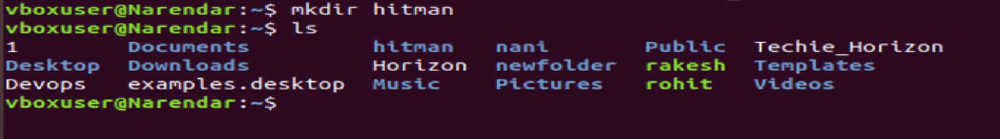 vboxuser@Narendar:~$ mkdir hitman
vboxuser@Narendar:~$ ls
1 Documents hitman nani Public Techie_Horizon
Desktop Downloads Horizon newfolder rakesh Templates
Devops examples.desktop Music Pictures rohit Videos
vboxuser@Narendar:~$